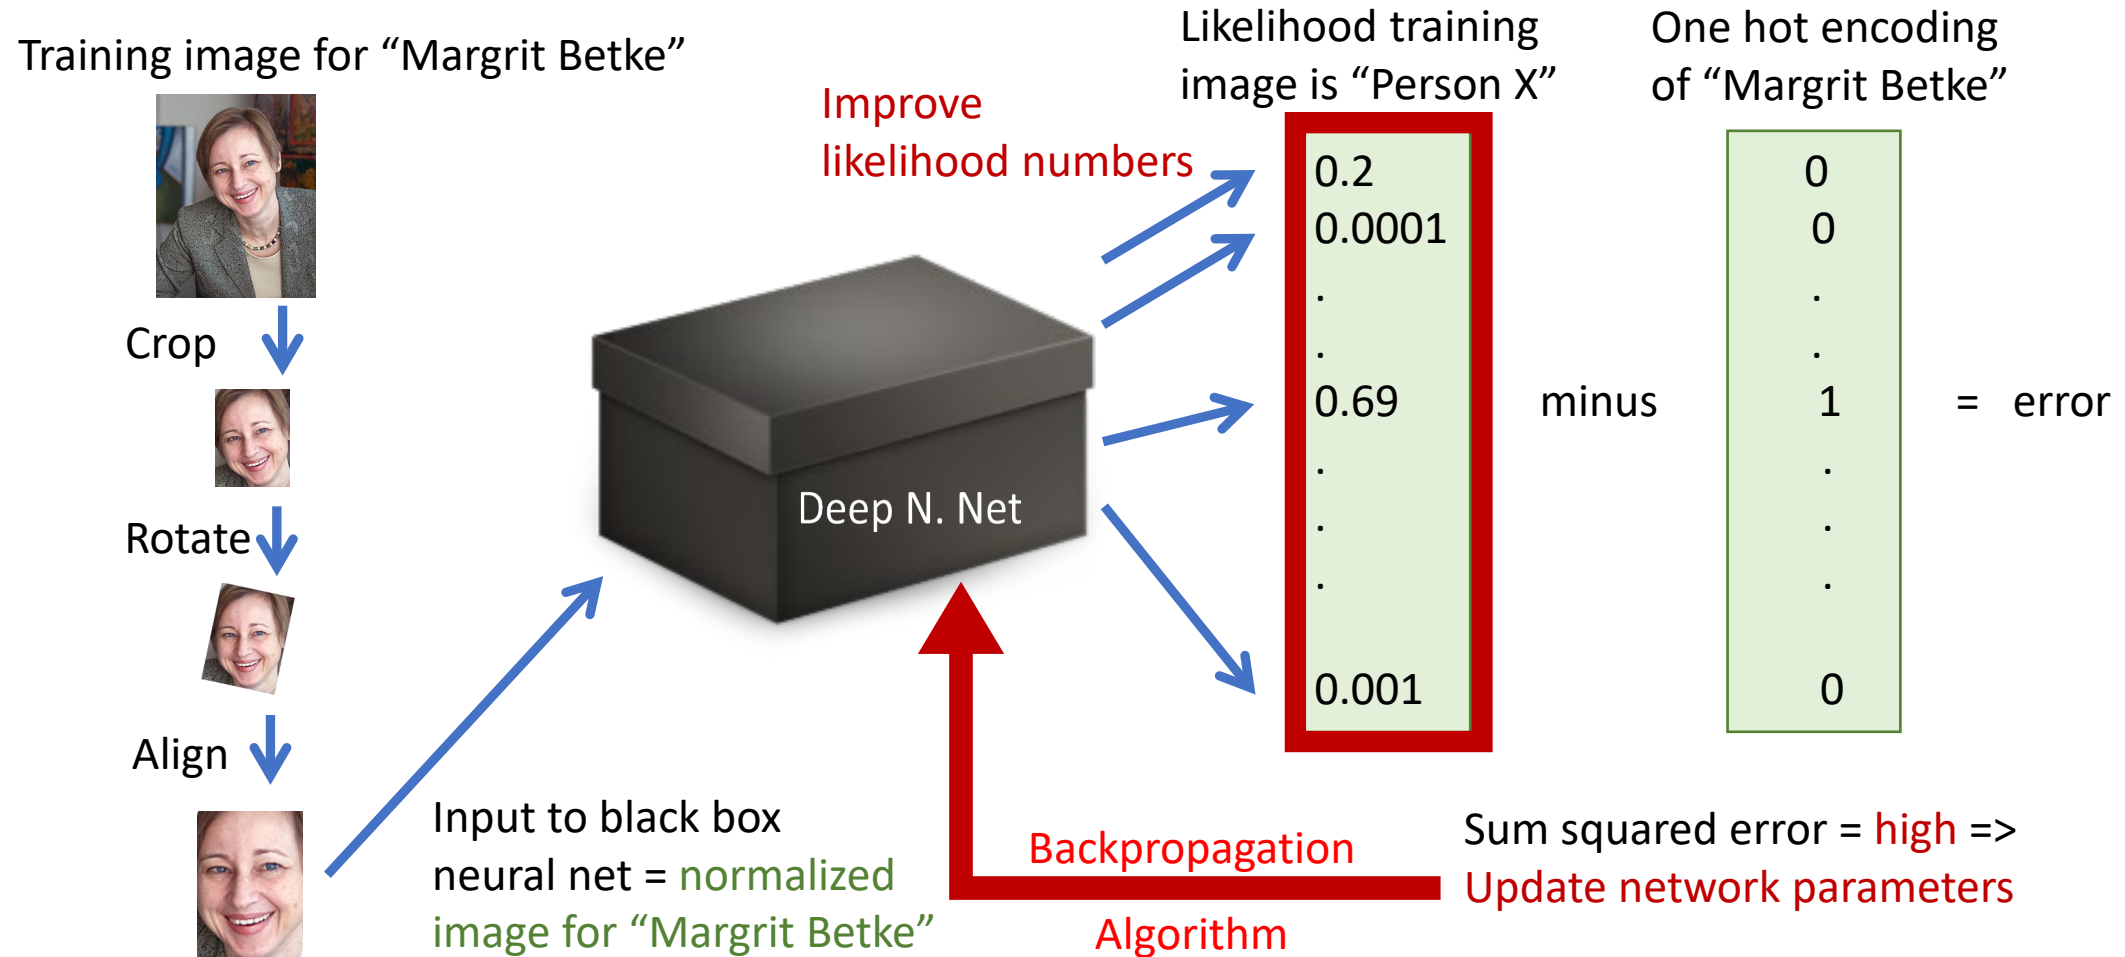 Training image for “Margrit Betke”
Crop
Rotate
Align
Input to black box
neural net = normalized
image for “Margrit Betke”
Deep N. Net
Improve
likelihood numbers
Likelihood training
image is “Person X”
0.2
0.0001
.
.
0.69
.
.
.
0.001
minus
One hot encoding
of “Margrit Betke”
0
0
.
.
1
.
.
.
0
= error
Sum squared error = high =>
Update network parameters
Backpropagation
Algorithm